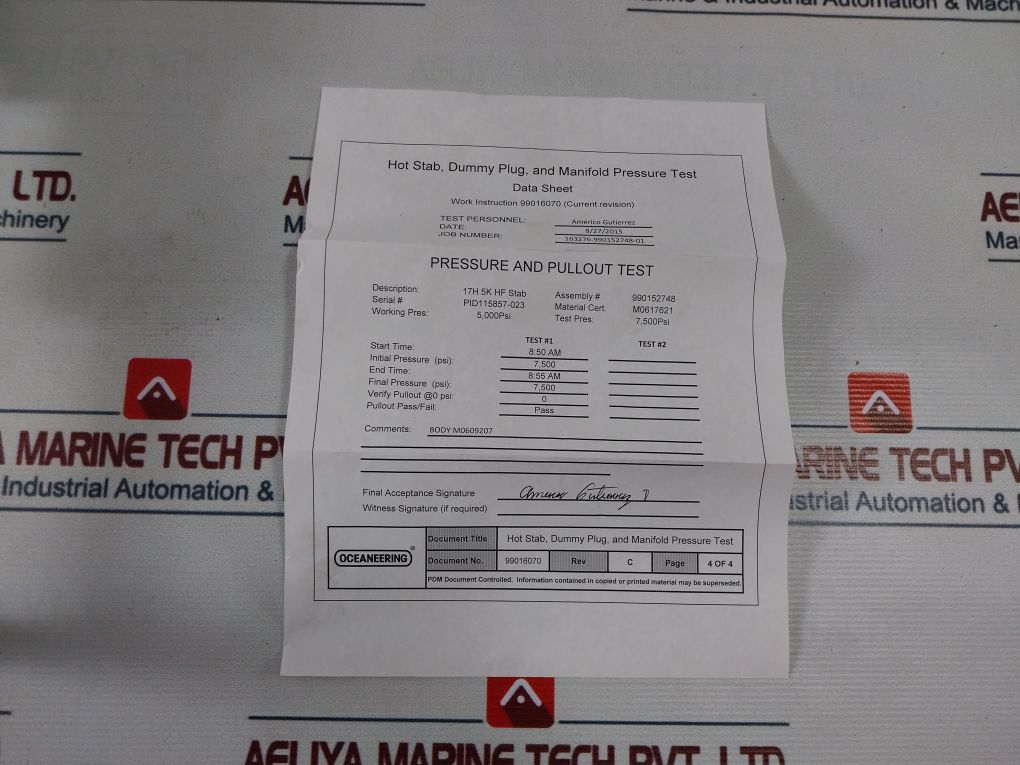 Marine & Industrial Automation & Mach
LTD.
chinery
AE
Ma
Hot Stab, Dummy Plug, and Manifold Pressure Test
Data Sheet
Work Instruction 99016070 (Current revision)
TEST PERSONNEL: Americo Gutierrez
DATE: 8/27/2015
JOB NUMBER: 163276.990152748-01
PRESSURE AND PULLOUT TEST
Description: 17H 5K HF Stab Assembly # 990152748
Serial # PID115857-023 Material Cert. M0617621
Working Pres: 5,000Psi Test Pres: 7,500Psi
TEST #1 TEST #2
Start Time: 8:50 AM
Initial Pressure (psi): 7,500
End Time: 8:55 AM
Final Pressure (psi): 7,500
Verify Pullout @0 psi: 0
Pullout Pass/Fail: Pass
Comments: BODY M0609207
Final Acceptance Signature Americo Gutierrez
Witness Signature (if required)
OCEANEERING® Document Title Hot Stab, Dummy Plug, and Manifold Pressure Test
Document No. 99016070 Rev C Page 4 OF 4
PDM Document Controlled. Information contained in copied or printed material may be superseded.
A MARINE TECH PV
Industrial Automation &
ARINE TECH PV
strial Automation &
AELIYA MARINE TECH PVT. LTD.